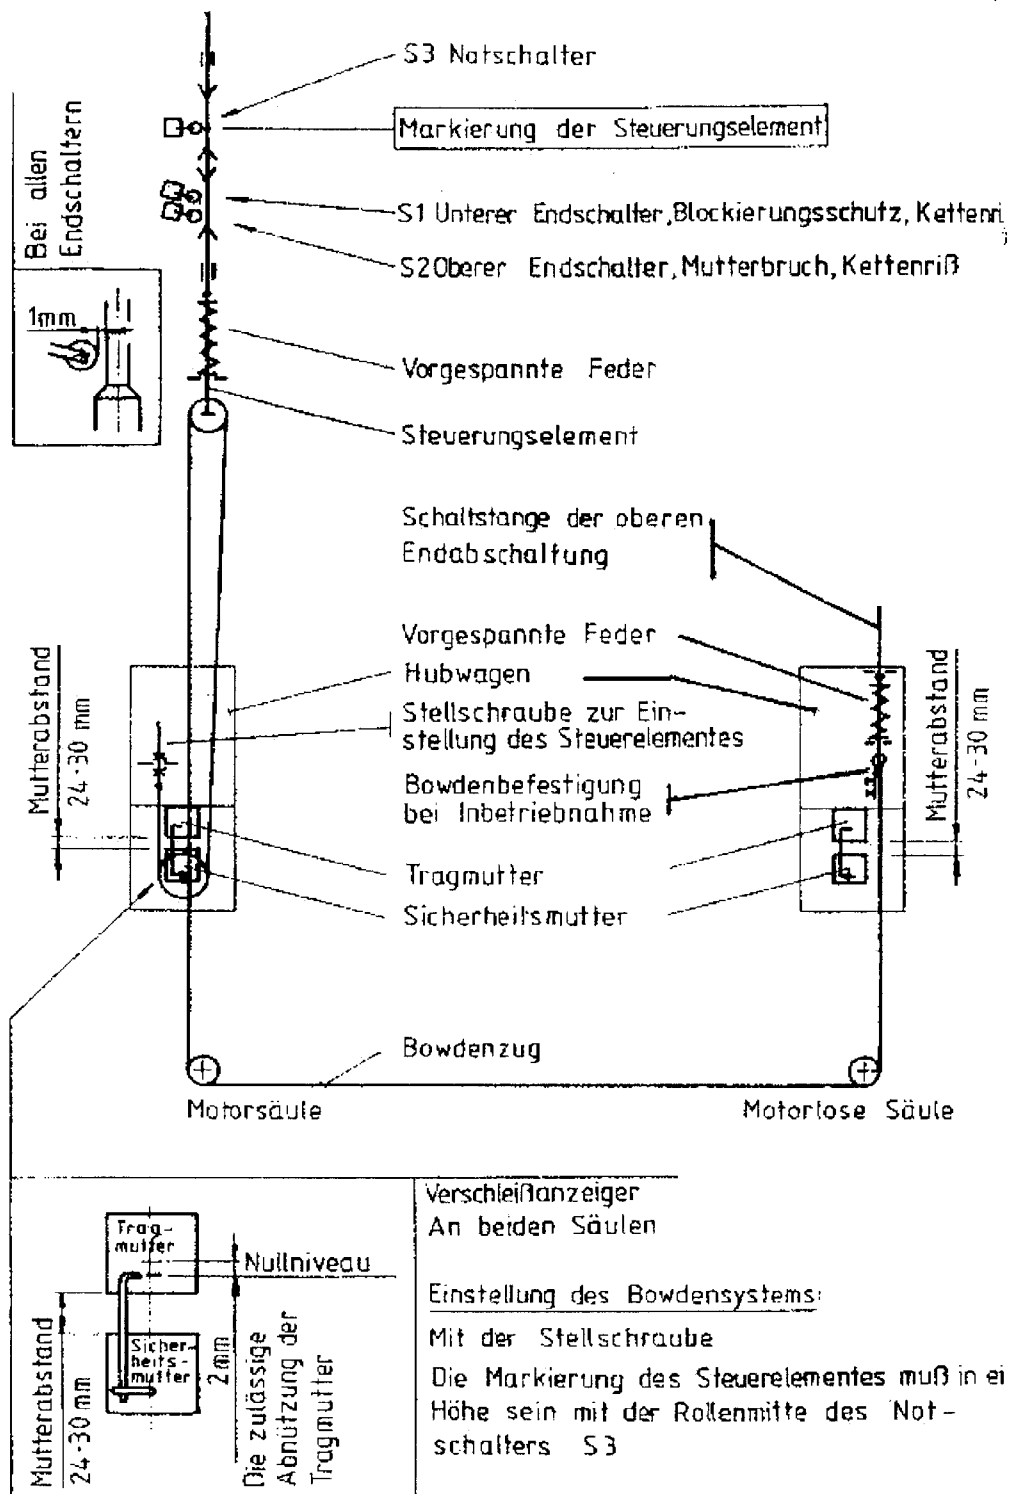 S3 Notschalter
Markierung der Steuerungselement
Bei allen
Endschaltern
S1 Unterer Endschalter, Blockierungsschutz, Kettenri
S2 Oberer Endschalter, Mutterbruch, Kettenriß
1mm
Vorgespannte Feder
Steuerungselement
Schaltstange der oberen
Endabschaltung
Vorgespannte Feder
Hubwagen
Stellschraube zur Ein-
stellung des Steuerelementes
Bowdenbefestigung
bei Inbetriebnahme
Mutterabstand
24-30 mm
Mutterabstand
24-30 mm
Tragmutter
Sicherheitsmutter
Bowdenzug
Motorsäule
Motorlose Säule
Trag-
mutter
Nullniveau
Sicher-
heits-
mutter
Mutterabstand
24-30 mm
2mm
Die zulässige
Abnützung der
Tragmutter
Verschleißanzeiger
An beiden Säulen
Einstellung des Bowdensystems:
Mit der Stellschraube
Die Markierung des Steuerelementes muß in ei
Höhe sein mit der Rollenmitte des Not-
schalters S3